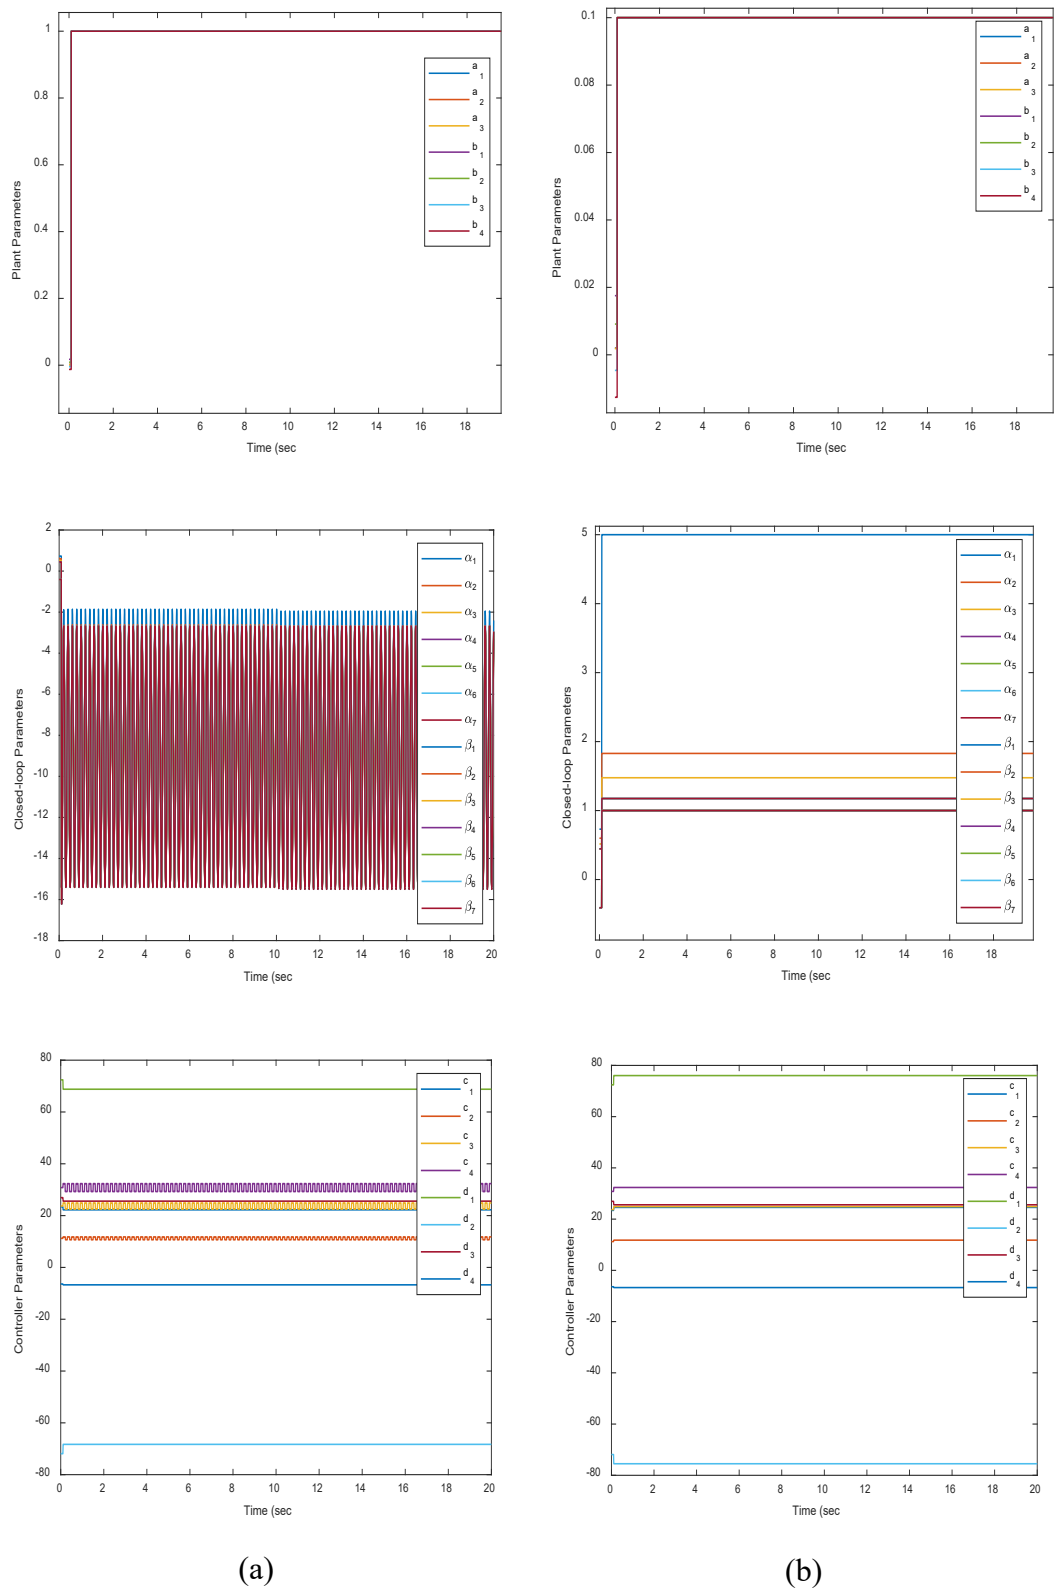 1
0.8
0.6
0.4
0.2
0
Plant Parameters
0 2 4 6 8 10 12 14 16 18
Time (sec
a1
a2
a3
b1
b2
b3
b4
0.1
0.08
0.06
0.04
0.02
0
Plant Parameters
0 2 4 6 8 10 12 14 16 18
Time (sec
a1
a2
a3
b1
b2
b3
b4
2
0
-2
-4
-6
-8
-10
-12
-14
-16
-18
Closed-loop Parameters
0 2 4 6 8 10 12 14 16 18 20
Time (sec
α1
α2
α3
α4
α5
α6
α7
β1
β2
β3
β4
β5
β6
β7
5
4
5
2
1
0
Closed-loop Parameters
0 2 4 6 8 10 12 14 16 18
Time (sec
α1
α2
α3
α4
α5
α6
α7
β1
β2
β3
β4
β5
β6
β7
80
60
40
20
0
-20
-40
-60
-80
Controller Parameters
0 2 4 6 8 10 12 14 16 18 20
Time (sec
c1
c2
c3
c4
d1
d2
d3
d4
80
60
40
20
0
-20
-40
-60
-80
Controller Parameters
0 2 4 6 8 10 12 14 16 18 20
Time (sec
c1
c2
c3
c4
d1
d2
d3
d4
(a)
(b)